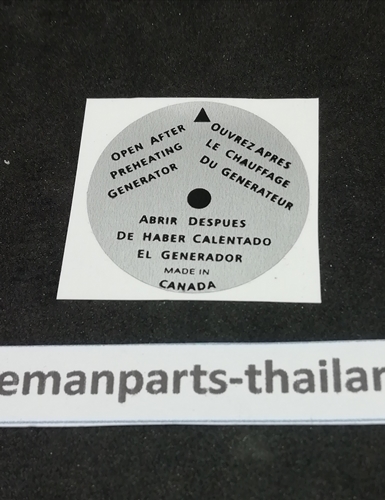 OPEN AFTER
PREHEATING
GENERATOR
OUVREZ APRES
LE CHAUFFAGE
DU GENERATEUR
ABRIR DESPUES
DE HABER CALENTADO
EL GENERADOR
MADE IN
CANADA
emanparts-thailan